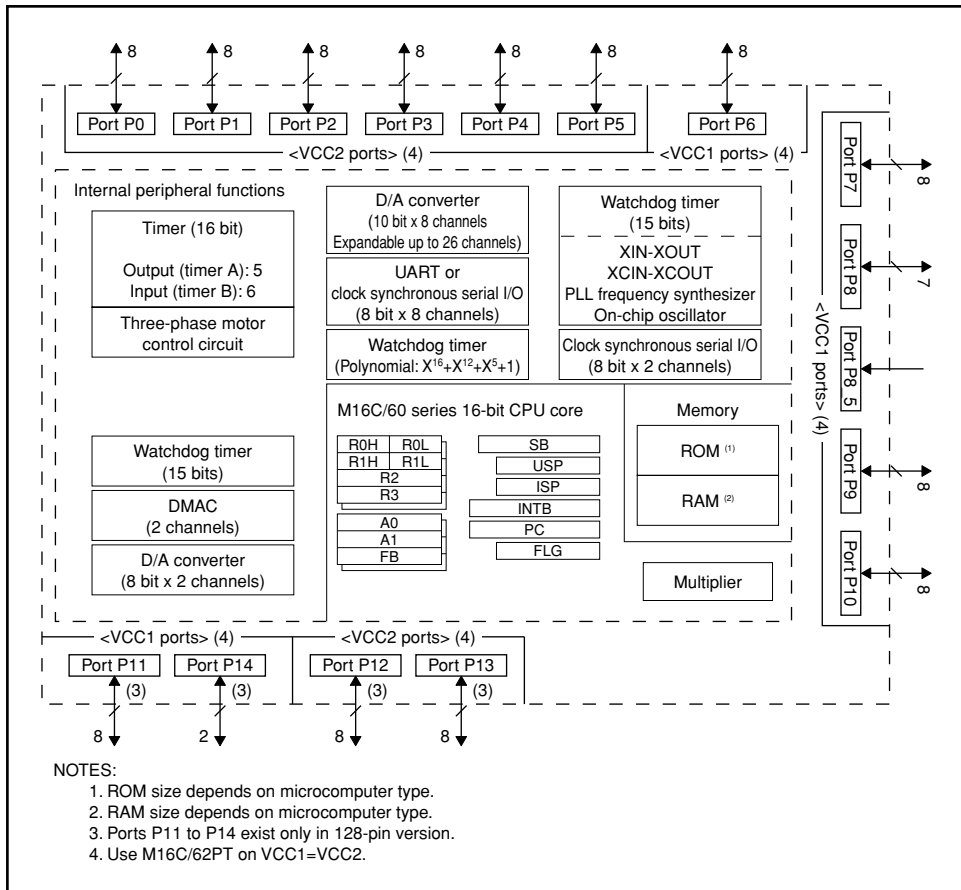 8 8 8 8 8 8 8
Port P0 Port P1 Port P2 Port P3 Port P4 Port P5 Port P6
<VCC2 ports> (4) <VCC1 ports> (4)
Internal peripheral functions
Timer (16 bit)
Output (timer A): 5
Input (timer B): 6
Three-phase motor
control circuit
Watchdog timer
(15 bits)
DMAC
(2 channels)
D/A converter
(8 bit x 2 channels)
D/A converter
(10 bit x 8 channels
Expandable up to 26 channels)
UART or
clock synchronous serial I/O
(8 bit x 8 channels)
Watchdog timer
(Polynomial: X¹⁶+X¹²+X⁵+1)
Watchdog timer
(15 bits)
XIN-XOUT
XCIN-XCOUT
PLL frequency synthesizer
On-chip oscillator
Clock synchronous serial I/O
(8 bit x 2 channels)
M16C/60 series 16-bit CPU core
R0H R0L
R1H R1L
R2
R3
A0
A1
FB
SB
USP
ISP
INTB
PC
FLG
Memory
ROM (1)
RAM (2)
Multiplier
<VCC1 ports> (4)
Port P7
8
Port P8
7
Port P8_5
Port P9
8
Port P10
8
<VCC1 ports> (4) <VCC2 ports> (4)
Port P11 Port P14 Port P12 Port P13
(3) (3) (3) (3)
8 2 8 8
NOTES:
1. ROM size depends on microcomputer type.
2. RAM size depends on microcomputer type.
3. Ports P11 to P14 exist only in 128-pin version.
4. Use M16C/62PT on VCC1=VCC2.